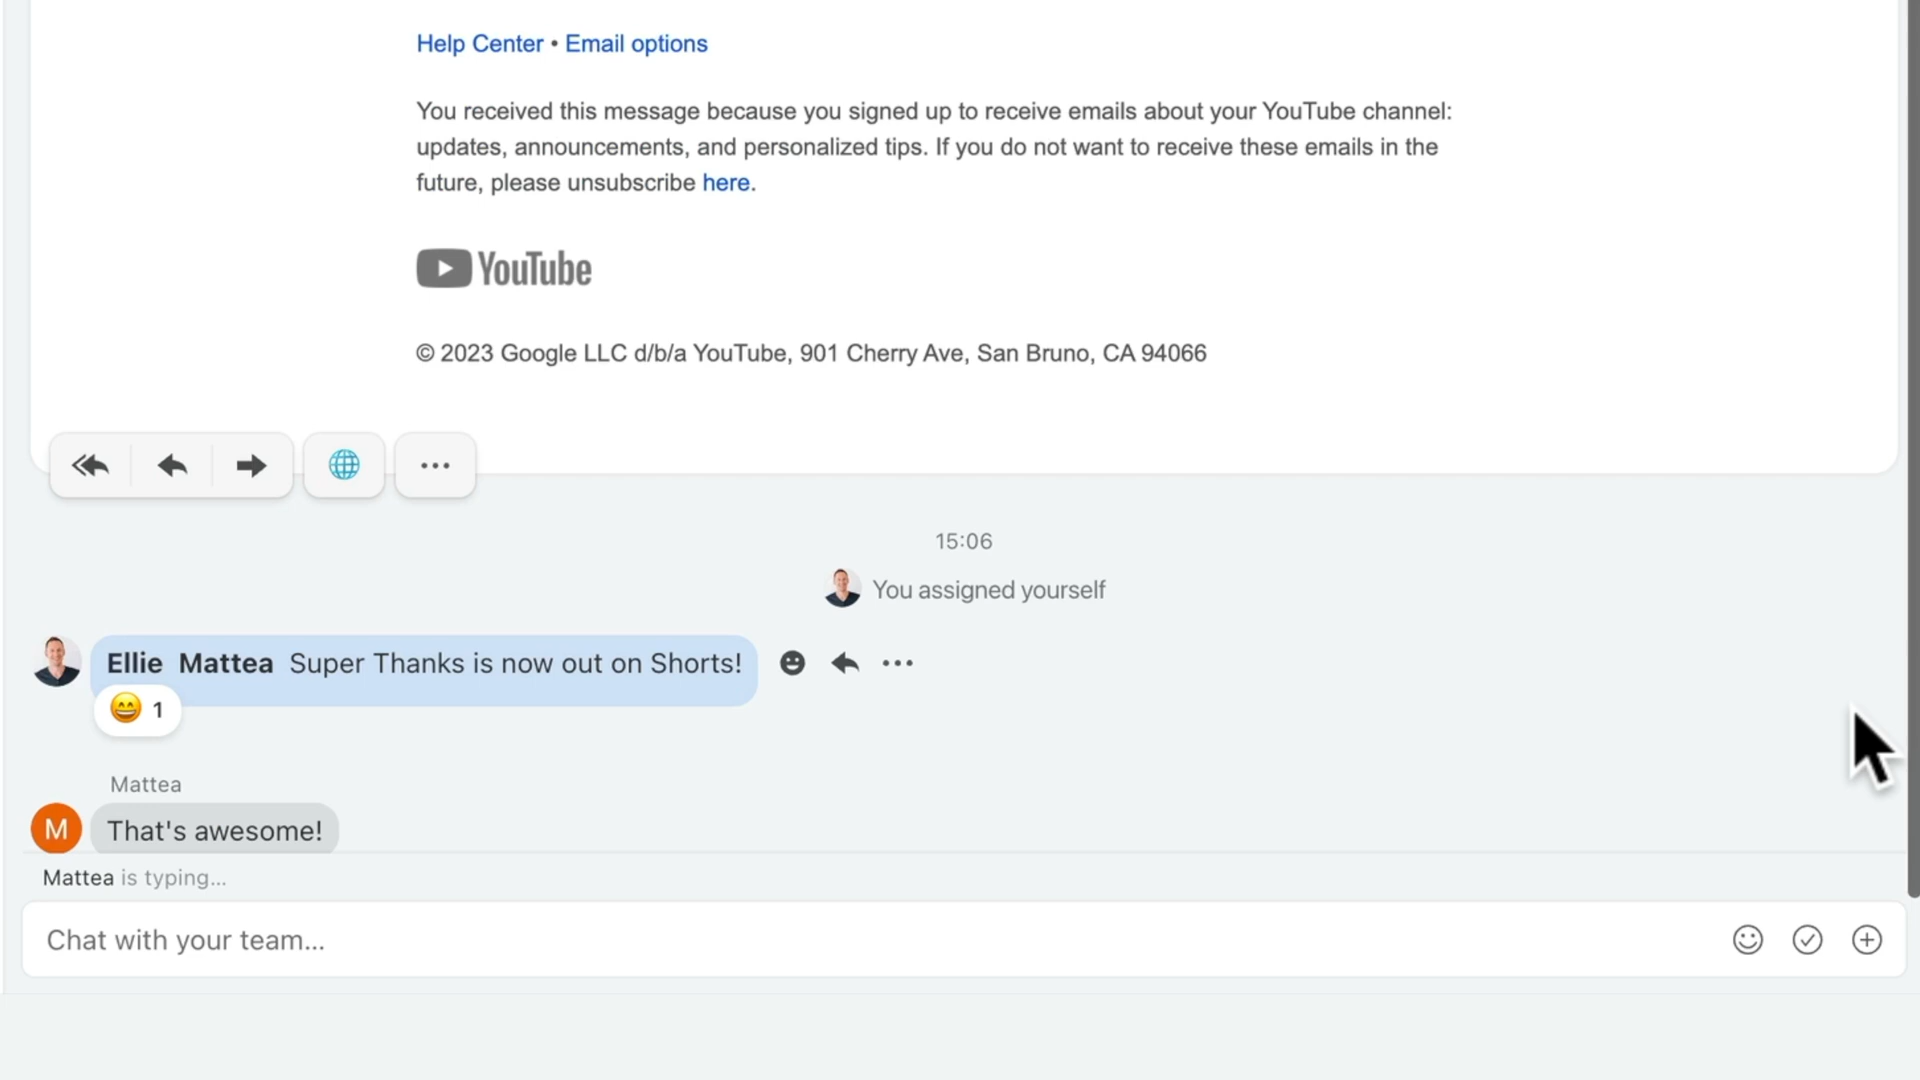 Help Center • Email options
You received this message because you signed up to receive emails about your YouTube channel:
updates, announcements, and personalized tips. If you do not want to receive these emails in the
future, please unsubscribe here.
YouTube
© 2023 Google LLC d/b/a YouTube, 901 Cherry Ave, San Bruno, CA 94066
15:06
You assigned yourself
Ellie Mattea Super Thanks is now out on Shorts!
😄 1
Mattea
M That's awesome!
Mattea is typing...
Chat with your team...